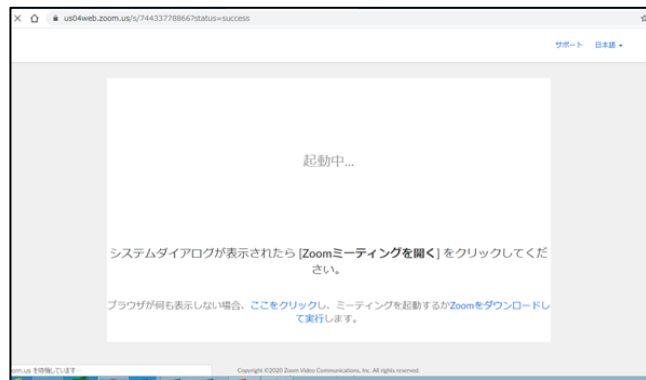 us04web.zoom.us/s/74433778866?status=success
サポート 日本語
起動中...
システムダイアログが表示されたら [Zoomミーティングを開く] をクリックしてくだ
さい。
ブラウザが何も表示しない場合、ここをクリックし、ミーティングを起動するかZoomをダウンロードし
て実行します。
om.us を待機しています…
Copyright ©2020 Zoom Video Communications, Inc. All rights reserved.